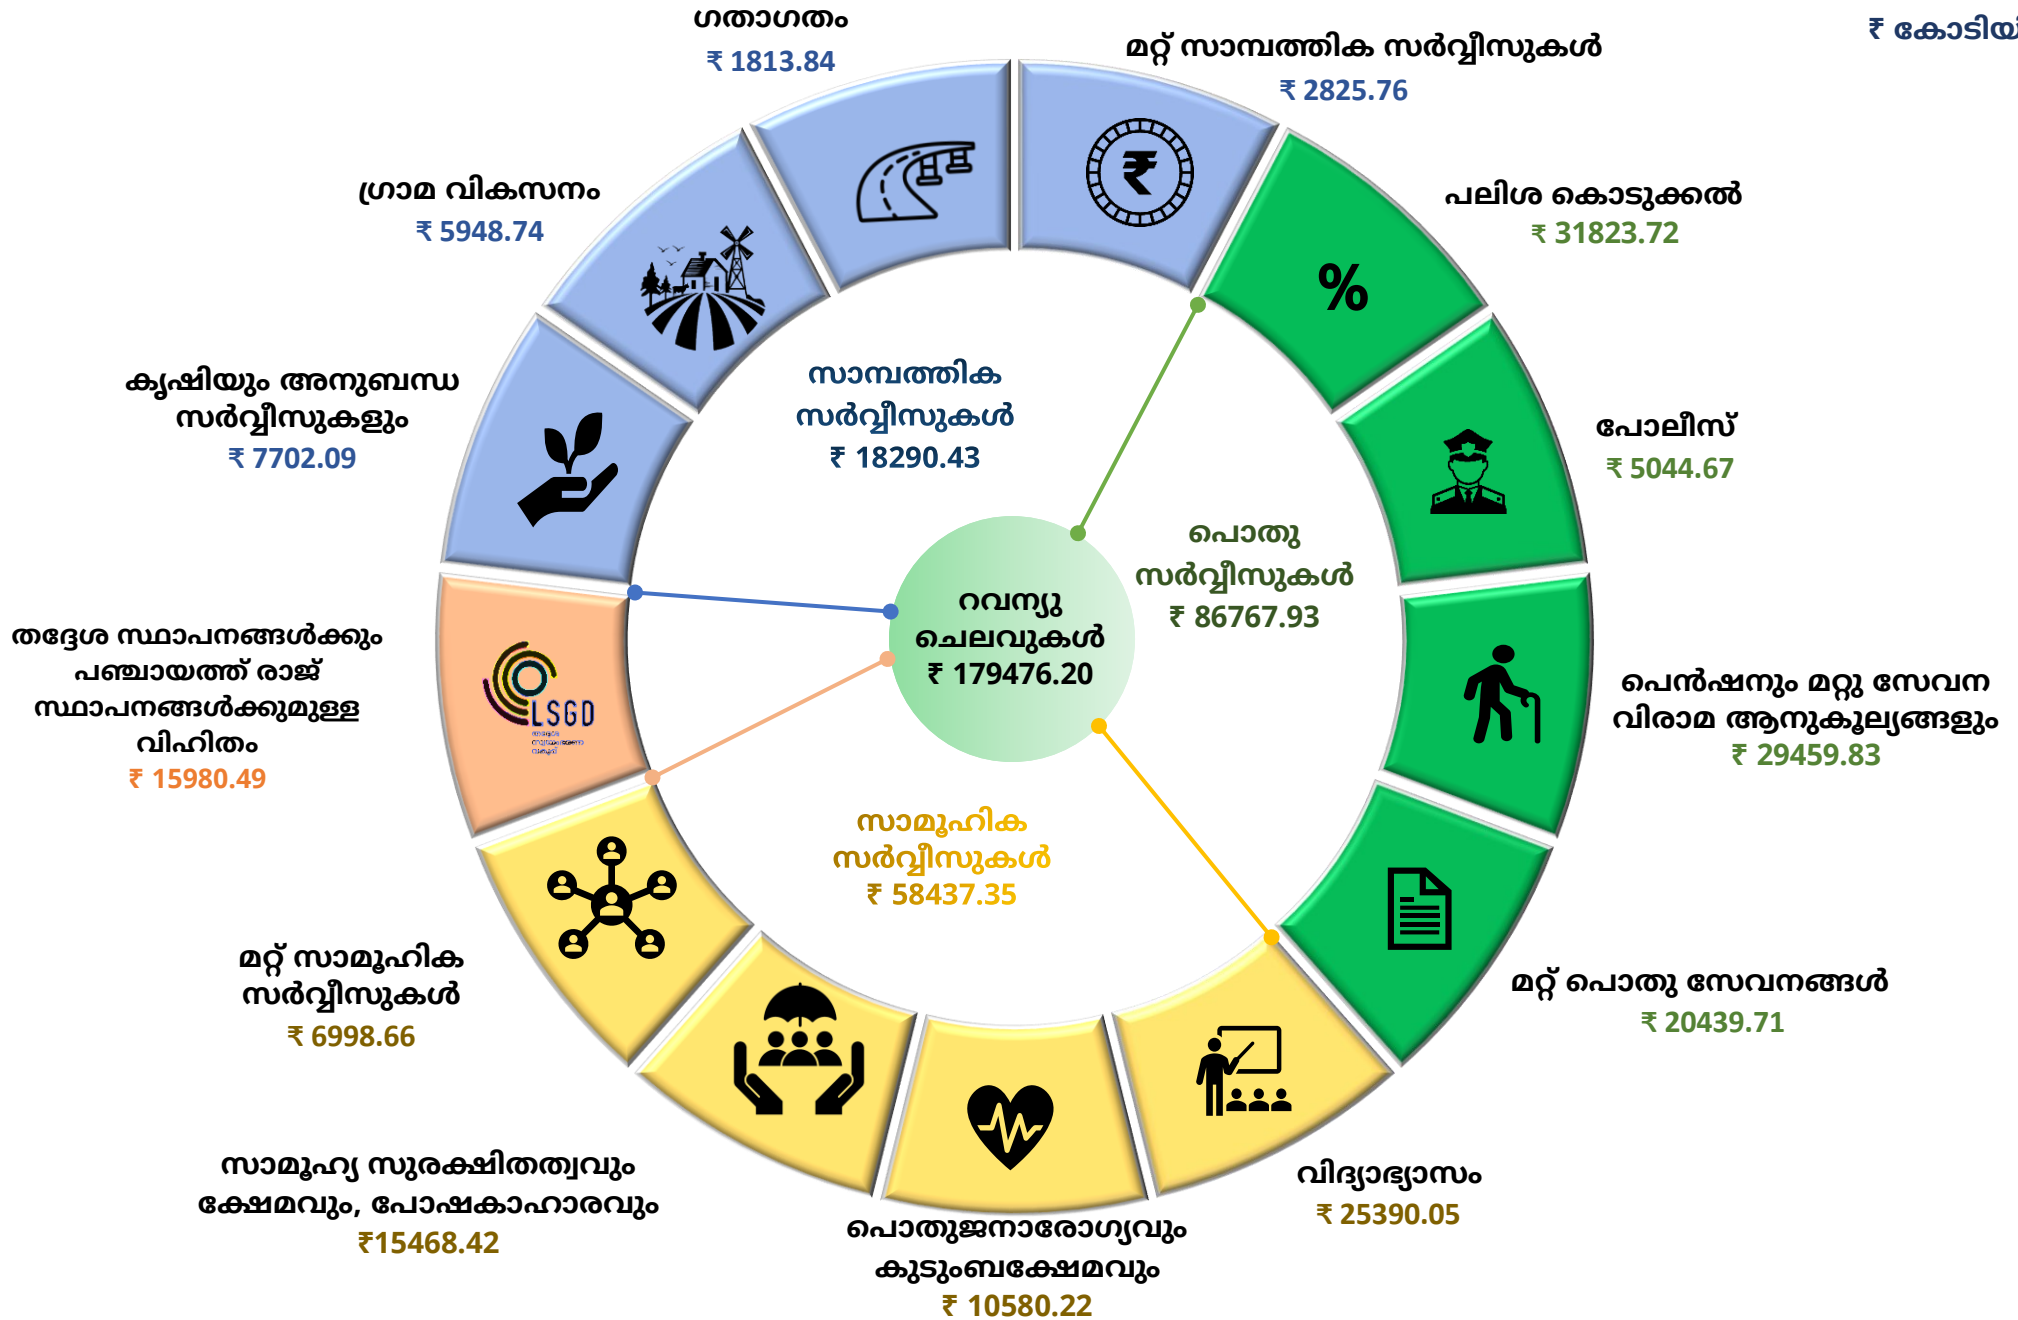 ഗതാഗതം
₹ 1813.84
മറ്റ് സാമ്പത്തിക സർവ്വീസുകൾ
₹ 2825.76
₹ കോടിയി
പലിശ കൊടുക്കൽ
₹ 31823.72
%
പോലീസ്
₹ 5044.67
പെൻഷനും മറ്റു സേവന
വിരാമ ആനുകൂല്യങ്ങളും
₹ 29459.83
മറ്റ് പൊതു സേവനങ്ങൾ
₹ 20439.71
വിദ്യാഭ്യാസം
₹ 25390.05
പൊതുജനാരോഗ്യവും
കുടുംബക്ഷേമവും
₹ 10580.22
സാമൂഹ്യ സുരക്ഷിതത്വവും
ക്ഷേമവും, പോഷകാഹാരവും
₹15468.42
മറ്റ് സാമൂഹിക
സർവ്വീസുകൾ
₹ 6998.66
തദ്ദേശ സ്ഥാപനങ്ങൾക്കും
പഞ്ചായത്ത് രാജ്
സ്ഥാപനങ്ങൾക്കുമുള്ള
വിഹിതം
₹ 15980.49
LSGD
കൃഷിയും അനുബന്ധ
സർവ്വീസുകളും
₹ 7702.09
ഗ്രാമ വികസനം
₹ 5948.74
സാമ്പത്തിക
സർവ്വീസുകൾ
₹ 18290.43
പൊതു
സർവ്വീസുകൾ
₹ 86767.93
റവന്യു
ചെലവുകൾ
₹ 179476.20
സാമൂഹിക
സർവ്വീസുകൾ
₹ 58437.35